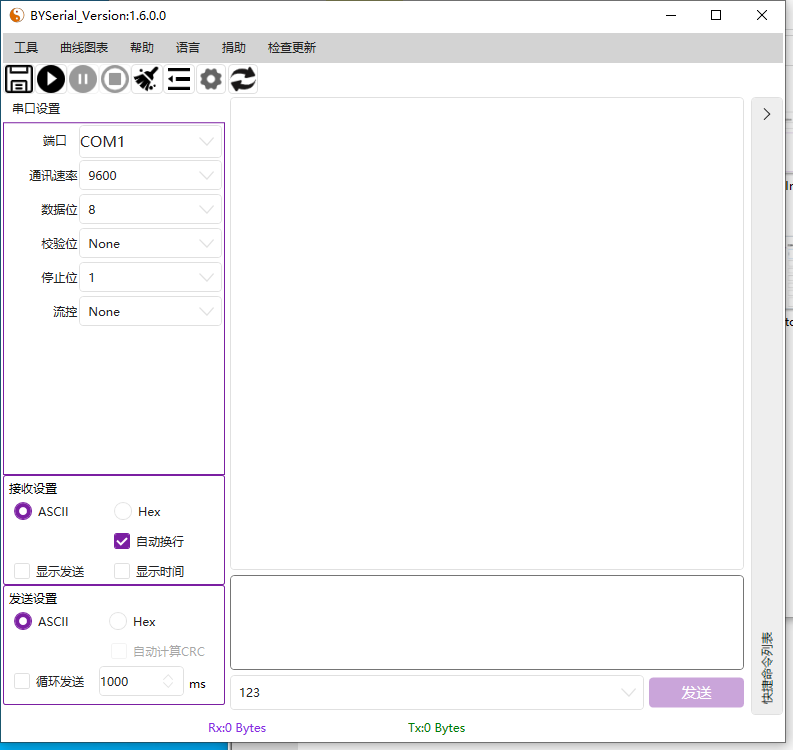 BYSerial_Version:1.6.0.0
工具 曲线图表 帮助 语言 捐助 检查更新
串口设置
端口 COM1
通讯速率 9600
数据位 8
校验位 None
停止位 1
流控 None
接收设置
ASCII Hex
自动换行
显示发送 显示时间
发送设置
ASCII Hex
自动计算CRC
循环发送 1000 ms
123 发送
快捷命令列表
Rx:0 Bytes Tx:0 Bytes